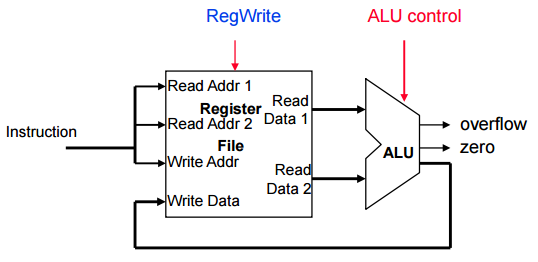 RegWrite
ALU control
Instruction
Read Addr 1
Register
Read Addr 2
File
Write Addr
Write Data
Read
Data 1
Read
Data 2
ALU
overflow
zero